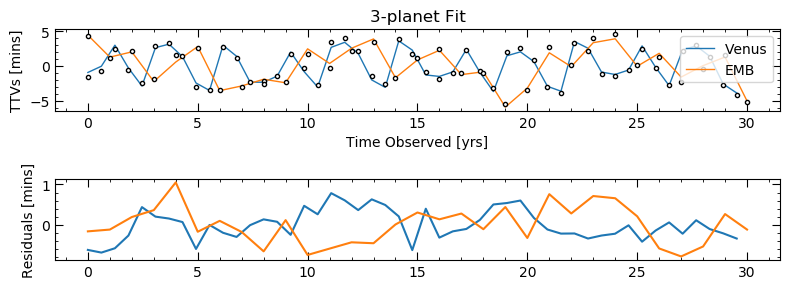 3-planet Fit
TTVs [mins]
5
0
−5
Venus
EMB
0 5 10 15 20 25 30
Time Observed [yrs]
Residuals [mins]
1
0
0 5 10 15 20 25 30